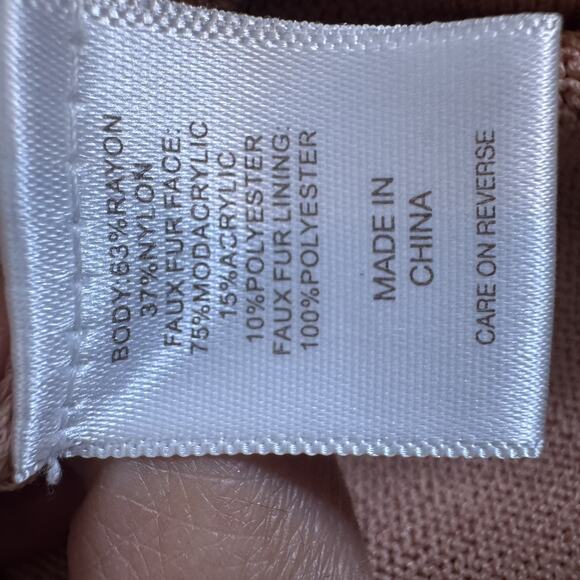 BODY:63%RAYON
37%NYLON
FAUX FUR FACE:
75%MODACRYLIC
15%ACRYLIC
10%POLYESTER
FAUX FUR LINING:
100%POLYESTER
MADE IN
CHINA
CARE ON REVERSE